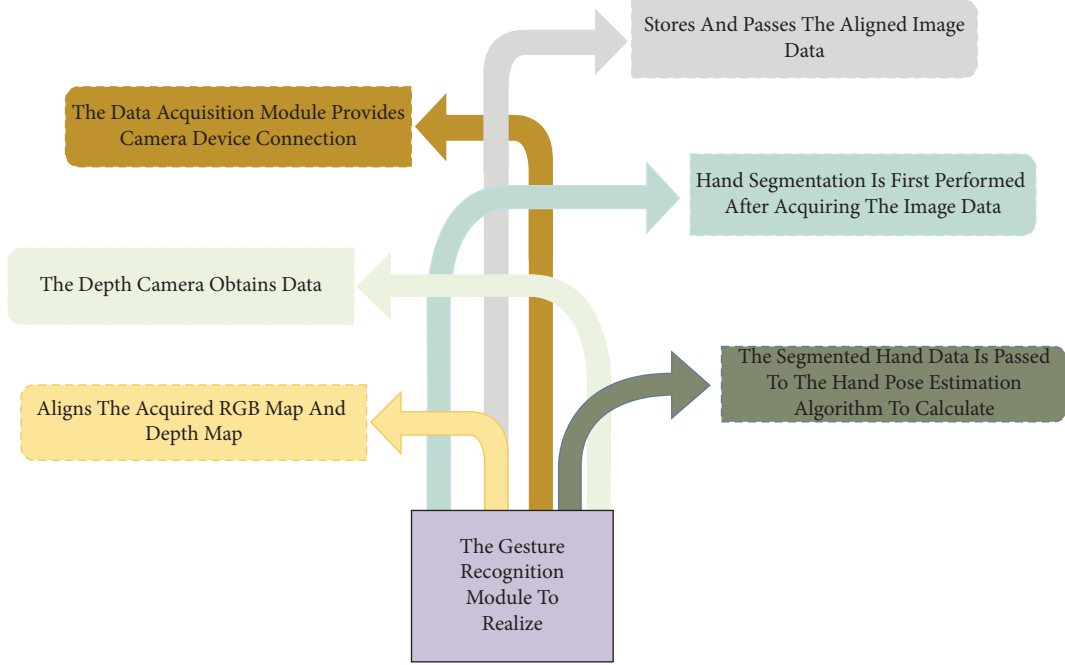 Stores And Passes The Aligned Image
Data
The Data Acquisition Module Provides
Camera Device Connection
Hand Segmentation Is First Performed
After Acquiring The Image Data
The Depth Camera Obtains Data
The Segmented Hand Data Is Passed
To The Hand Pose Estimation
Algorithm To Calculate
Aligns The Acquired RGB Map And
Depth Map
The Gesture
Recognition
Module To
Realize